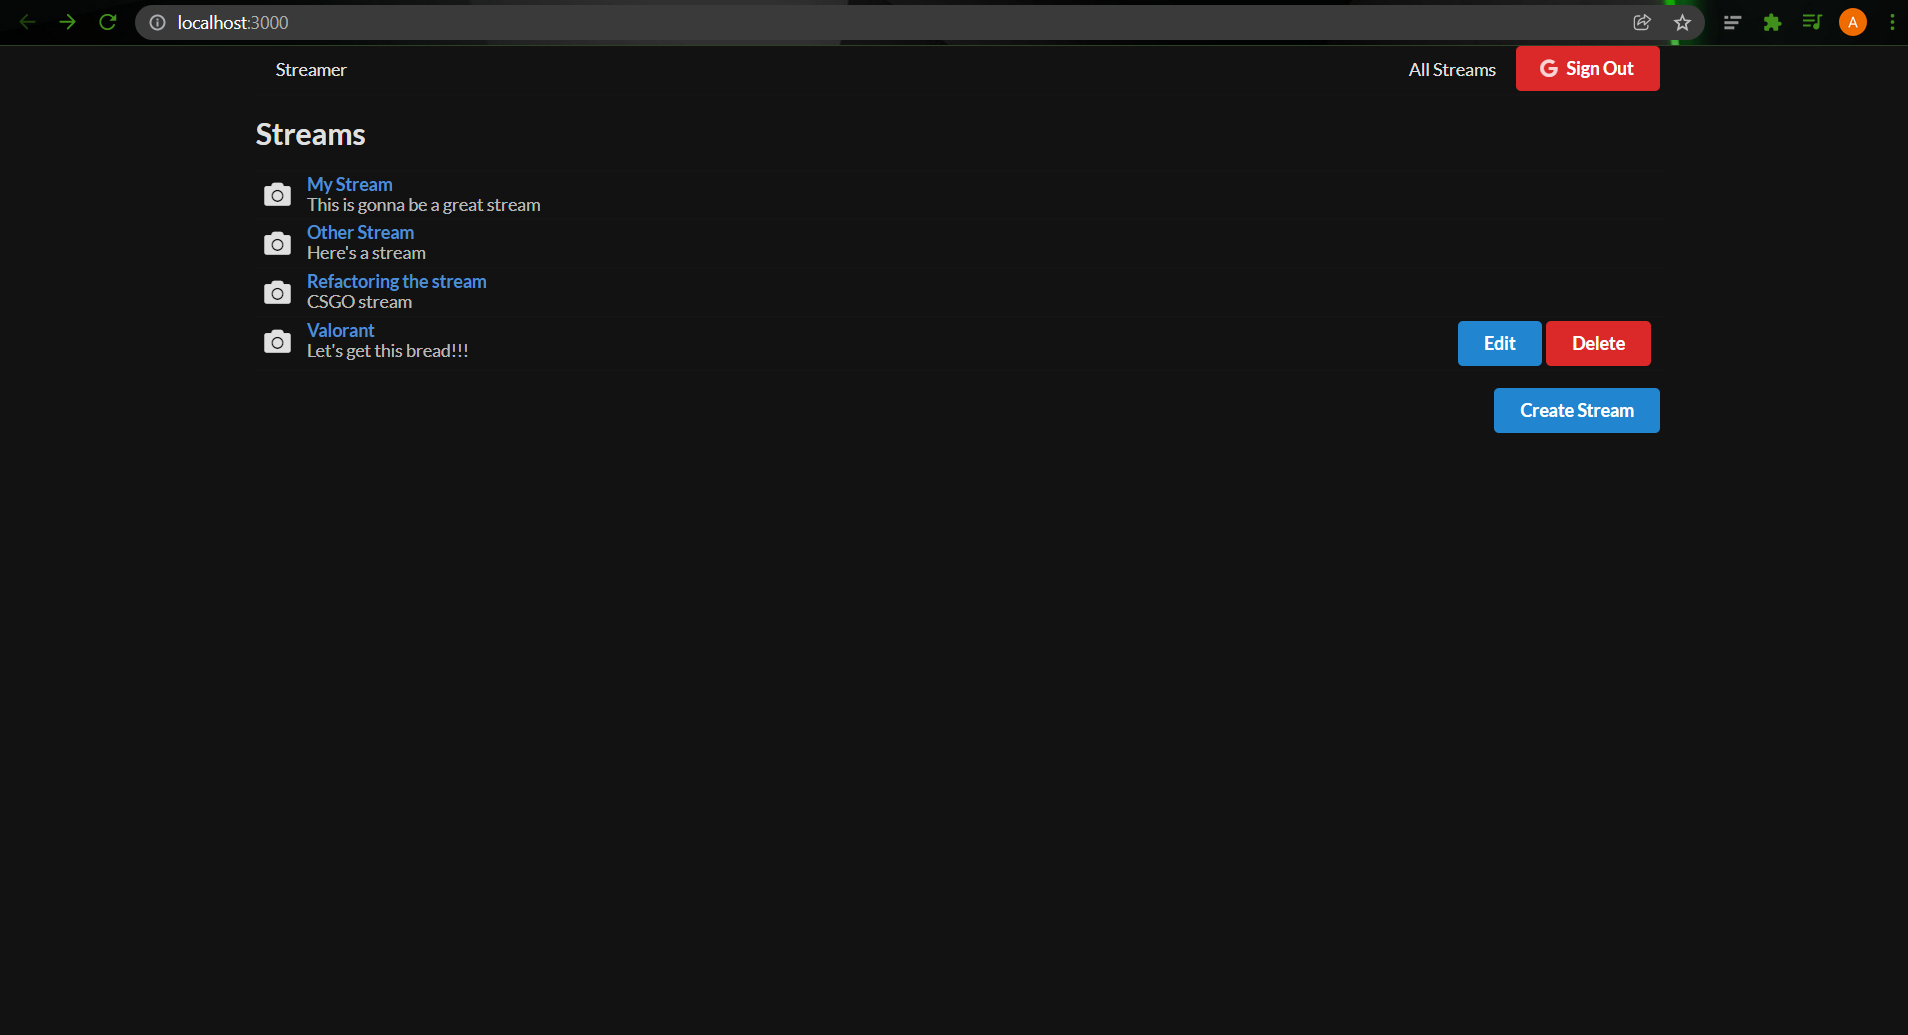 localhost:3000
A
Streamer
All Streams
Sign Out
Streams
My Stream
This is gonna be a great stream
Other Stream
Here's a stream
Refactoring the stream
CSGO stream
Valorant
Let's get this bread!!!
Edit
Delete
Create Stream